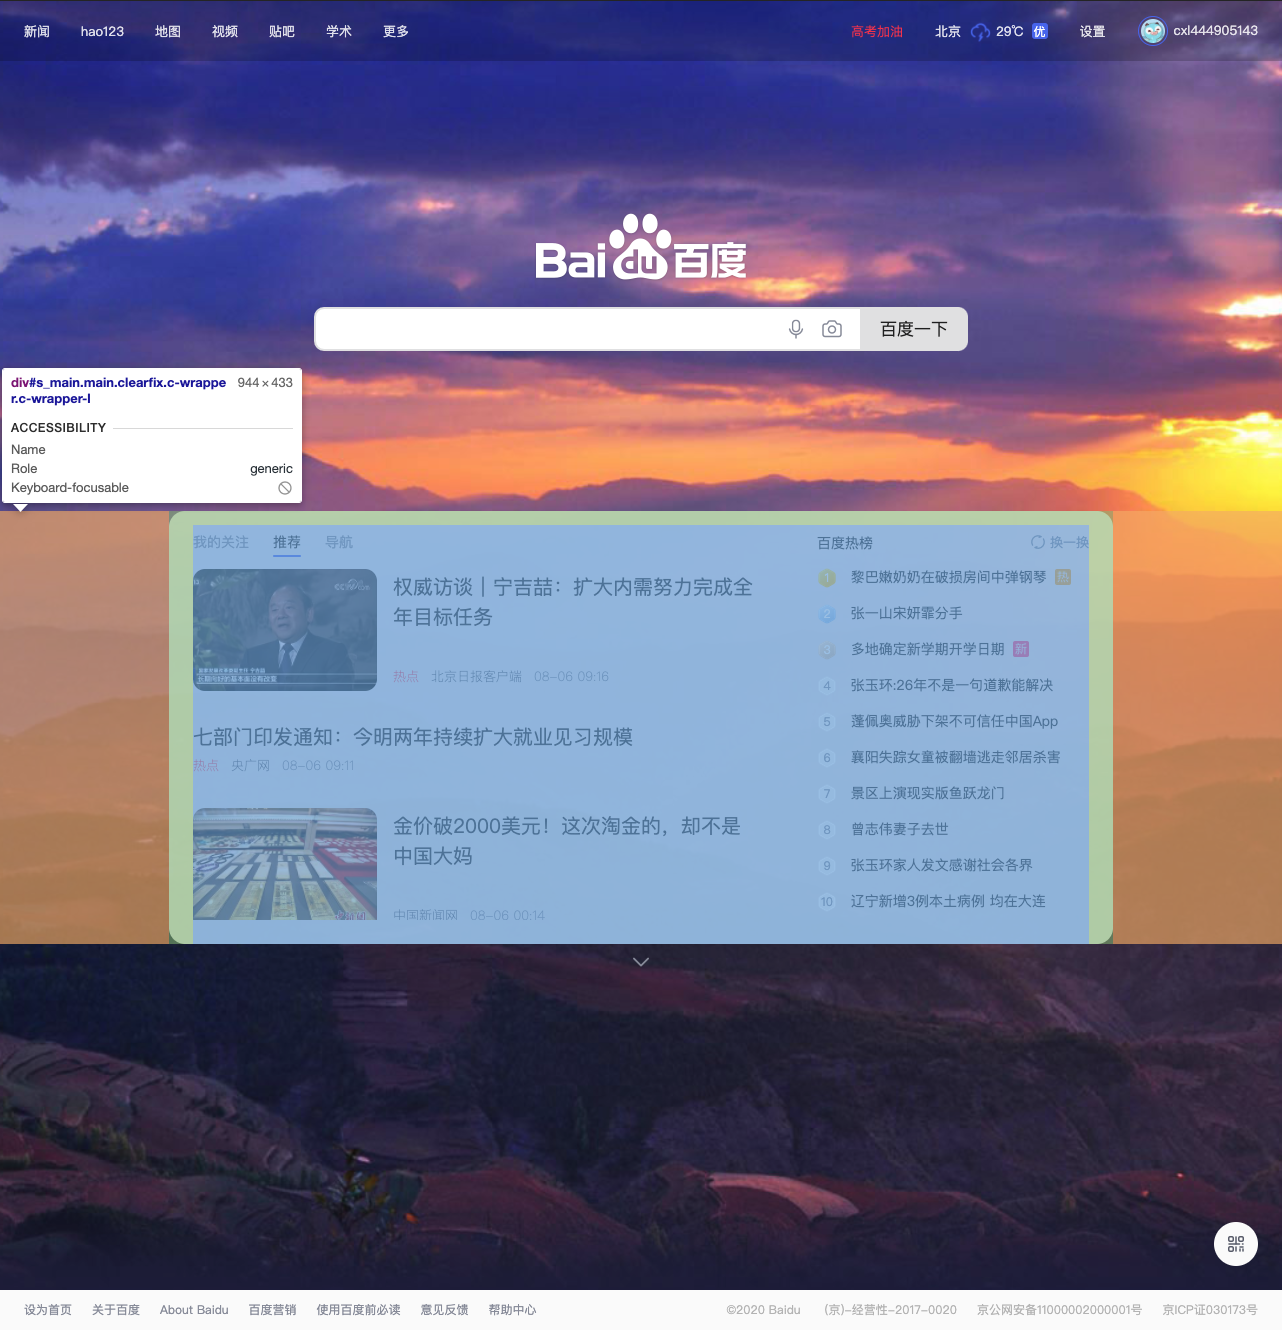 新闻
hao123
地图
视频
贴吧
学术
更多
高考加油
北京 29℃ 优
设置
cxl444905143
Bai du 百度
百度一下
div#s_main.main.clearfix.c-wrappe 944 × 433
r.c-wrapper-l
ACCESSIBILITY
Name
Role generic
Keyboard-focusable
我的关注
推荐
导航
权威访谈｜宁吉喆：扩大内需努力完成全
年目标任务
热点 北京日报客户端 08-06 09:16
七部门印发通知：今明两年持续扩大就业见习规模
热点 央广网 08-06 09:11
金价破2000美元！这次淘金的，却不是
中国大妈
中国新闻网 08-06 00:14
百度热榜
换一换
1 黎巴嫩奶奶在破损房间中弹钢琴 热
2 张一山宋妍霏分手
3 多地确定新学期开学日期 新
4 张玉环:26年不是一句道歉能解决
5 蓬佩奥威胁下架不可信任中国App
6 襄阳失踪女童被翻墙逃走邻居杀害
7 景区上演现实版鱼跃龙门
8 曾志伟妻子去世
9 张玉环家人发文感谢社会各界
10 辽宁新增3例本土病例 均在大连
设为首页
关于百度
About Baidu
百度营销
使用百度前必读
意见反馈
帮助中心
©2020 Baidu
(京)-经营性-2017-0020
京公网安备11000002000001号
京ICP证030173号